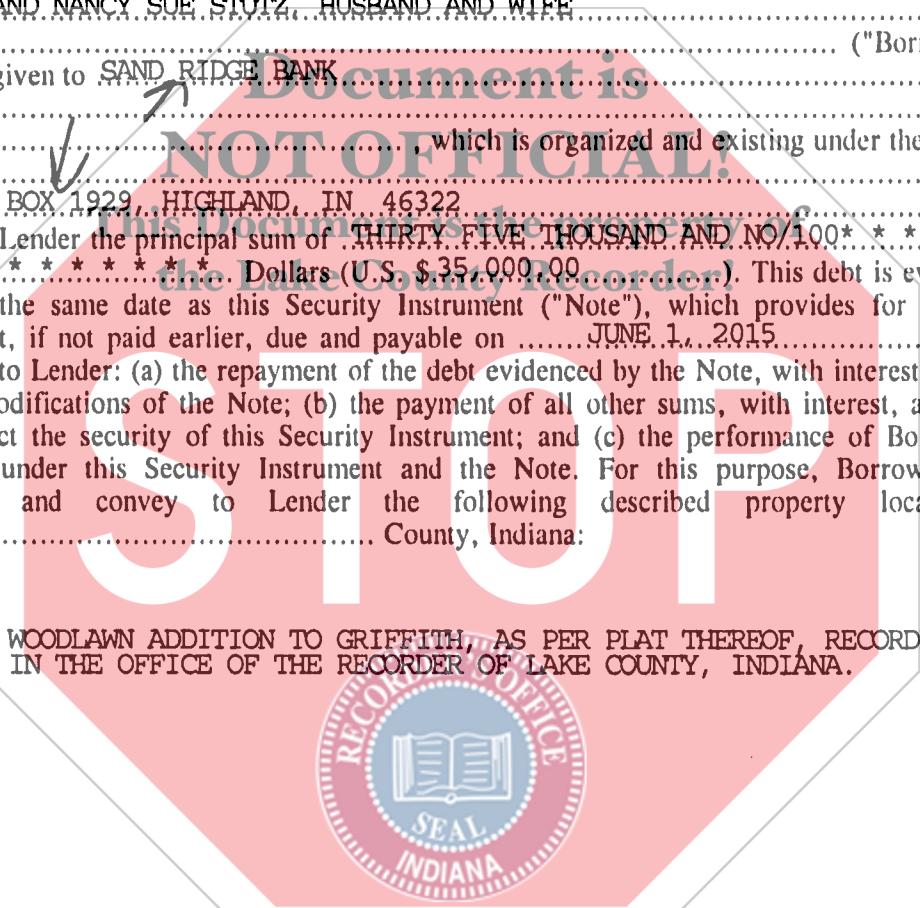 AND NANCY SUE STUTZ, HUSBAND AND WIFE
("Borr
given to SAND RIDGE BANK
Document is
, which is organized and existing under the
NOT OFFICIAL!
BOX 1929, HIGHLAND, IN 46322
This Document is the property of
Lender the principal sum of THIRTY FIVE THOUSAND AND NO/100* * *
* * * * * * * * Dollars (U.S. $ 35,000.00 ). This debt is ev
the Lake County Recorder!
the same date as this Security Instrument ("Note"), which provides for
t, if not paid earlier, due and payable on JUNE 1, 2015
to Lender: (a) the repayment of the debt evidenced by the Note, with interest
odifications of the Note; (b) the payment of all other sums, with interest, a
ct the security of this Security Instrument; and (c) the performance of Bo
under this Security Instrument and the Note. For this purpose, Borrow
and convey to Lender the following described property loca
County, Indiana:
STOP
WOODLAWN ADDITION TO GRIFFITH, AS PER PLAT THEREOF, RECORD
IN THE OFFICE OF THE RECORDER OF LAKE COUNTY, INDIANA.
RECORDER'S OFFICE
SEAL
INDIANA